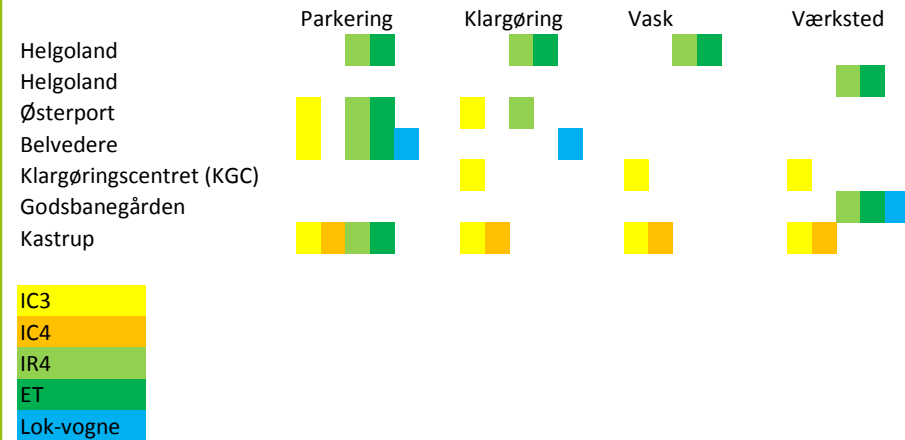 Parkering Klargøring Vask Værksted
Helgoland
Helgoland
Østerport
Belvedere
Klargøringscentret (KGC)
Godsbanegården
Kastrup
IC3
IC4
IR4
ET
Lok-vogne